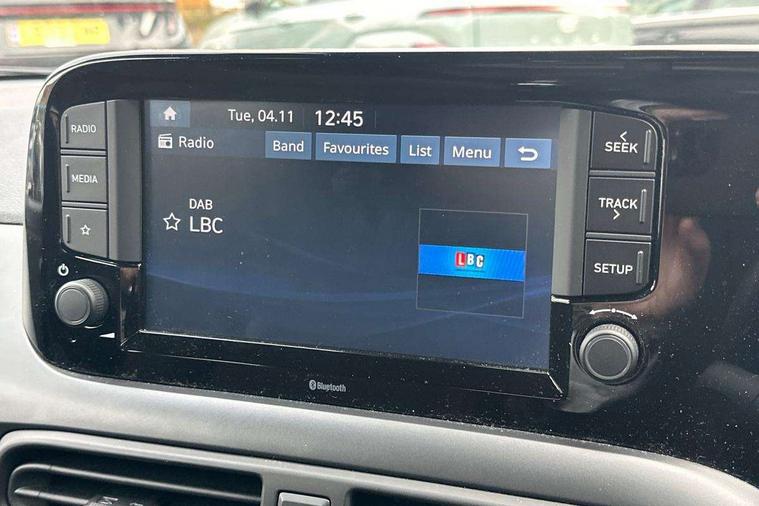 Tue, 04.11 12:45
Radio Band Favourites List Menu
DAB
LBC
LBC
RADIO
MEDIA
SEEK
TRACK
SETUP
Bluetooth